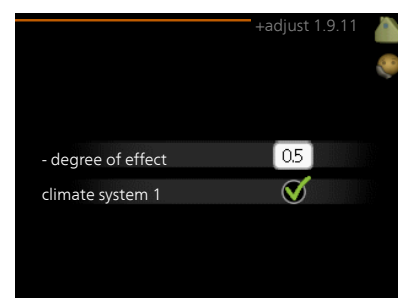 +adjust 1.9.11
- degree of effect 0.5
climate system 1